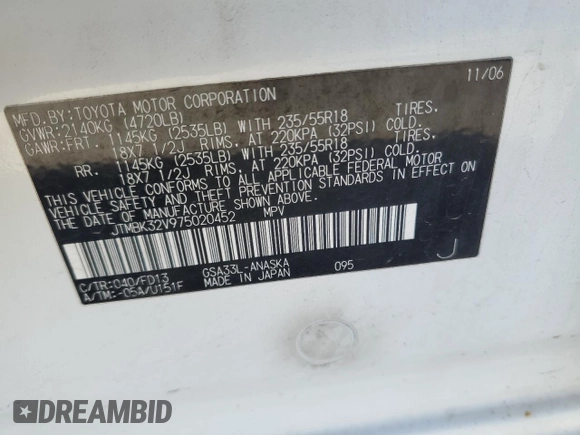 MFD. BY: TOYOTA MOTOR CORPORATION 11/06
GVWR: 2140KG (4720LB)
GAWR: FRT. 1145KG (2535LB) WITH 235/55R18 TIRES.
18X7 1/2J RIMS. AT 220KPA (32PSI) COLD.
RR. 1145KG (2535LB) WITH 235/55R18 TIRES.
18X7 1/2J RIMS. AT 220KPA (32PSI) COLD.
THIS VEHICLE CONFORMS TO ALL APPLICABLE FEDERAL MOTOR
VEHICLE SAFETY AND THEFT PREVENTION STANDARDS IN EFFECT
ON THE DATE OF MANUFACTURE SHOWN ABOVE.
JTMBK32V975020452 MPV
J
C/TR: 040/FD13 GSA33L-ANASKA 095
A/TM: -05A/U151F MADE IN JAPAN
DREAMBID